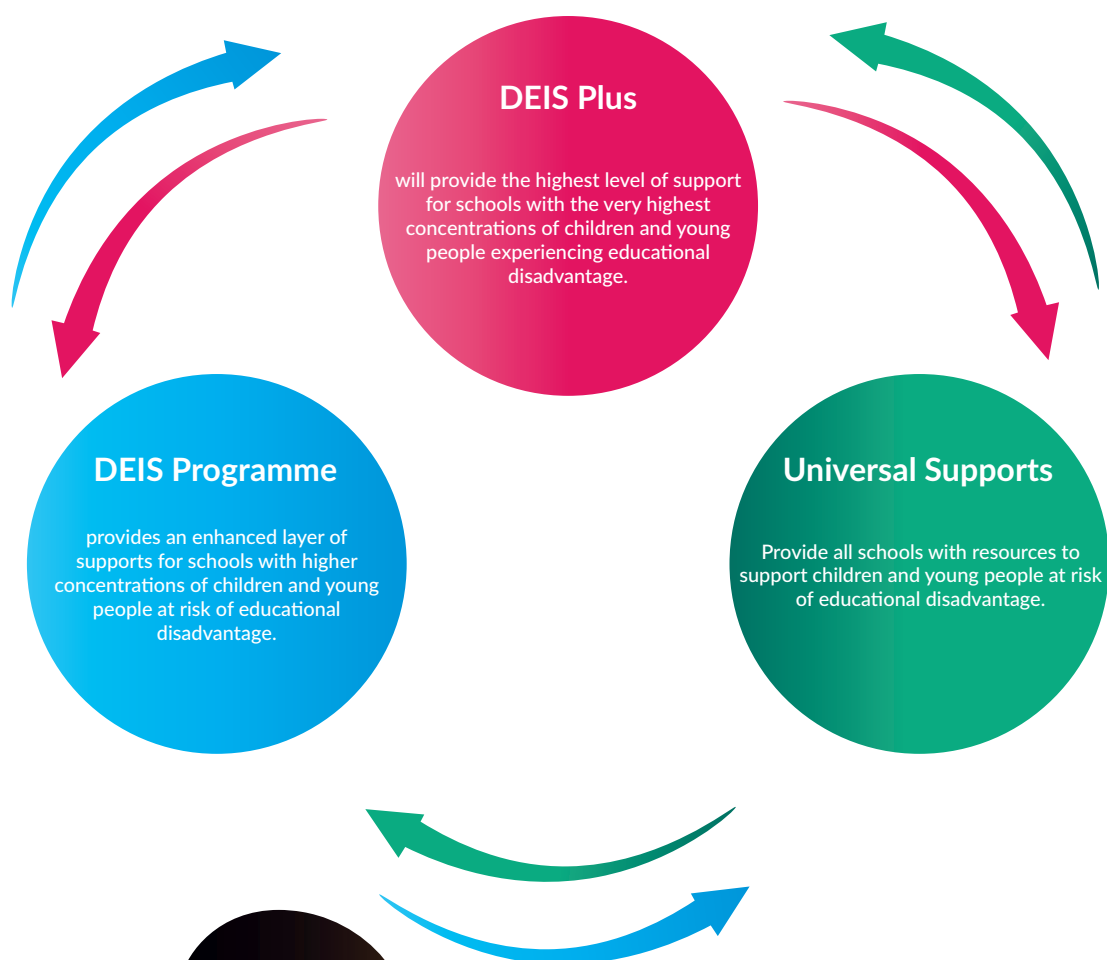 DEIS Plus
will provide the highest level of support
for schools with the very highest
concentrations of children and young
people experiencing educational
disadvantage.
DEIS Programme
provides an enhanced layer of
supports for schools with higher
concentrations of children and young
people at risk of educational
disadvantage.
Universal Supports
Provide all schools with resources to
support children and young people at risk
of educational disadvantage.